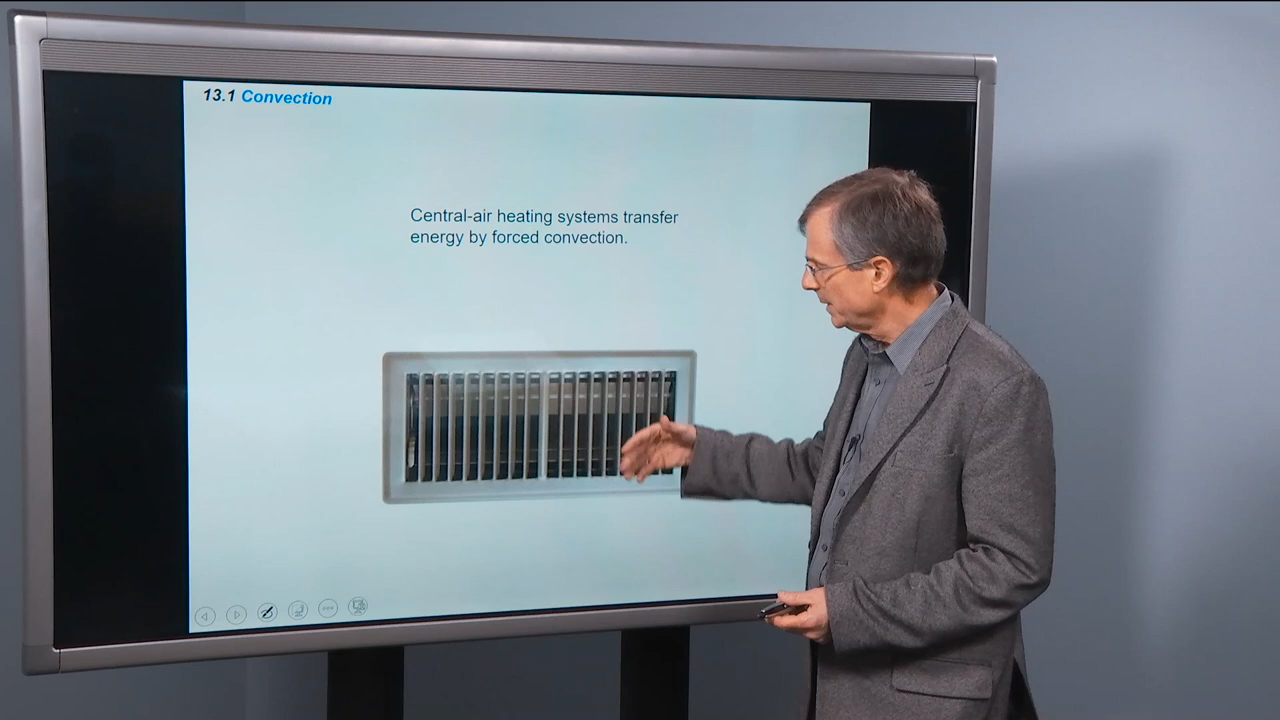 13.1 Convection
Central-air heating systems transfer
energy by forced convection.